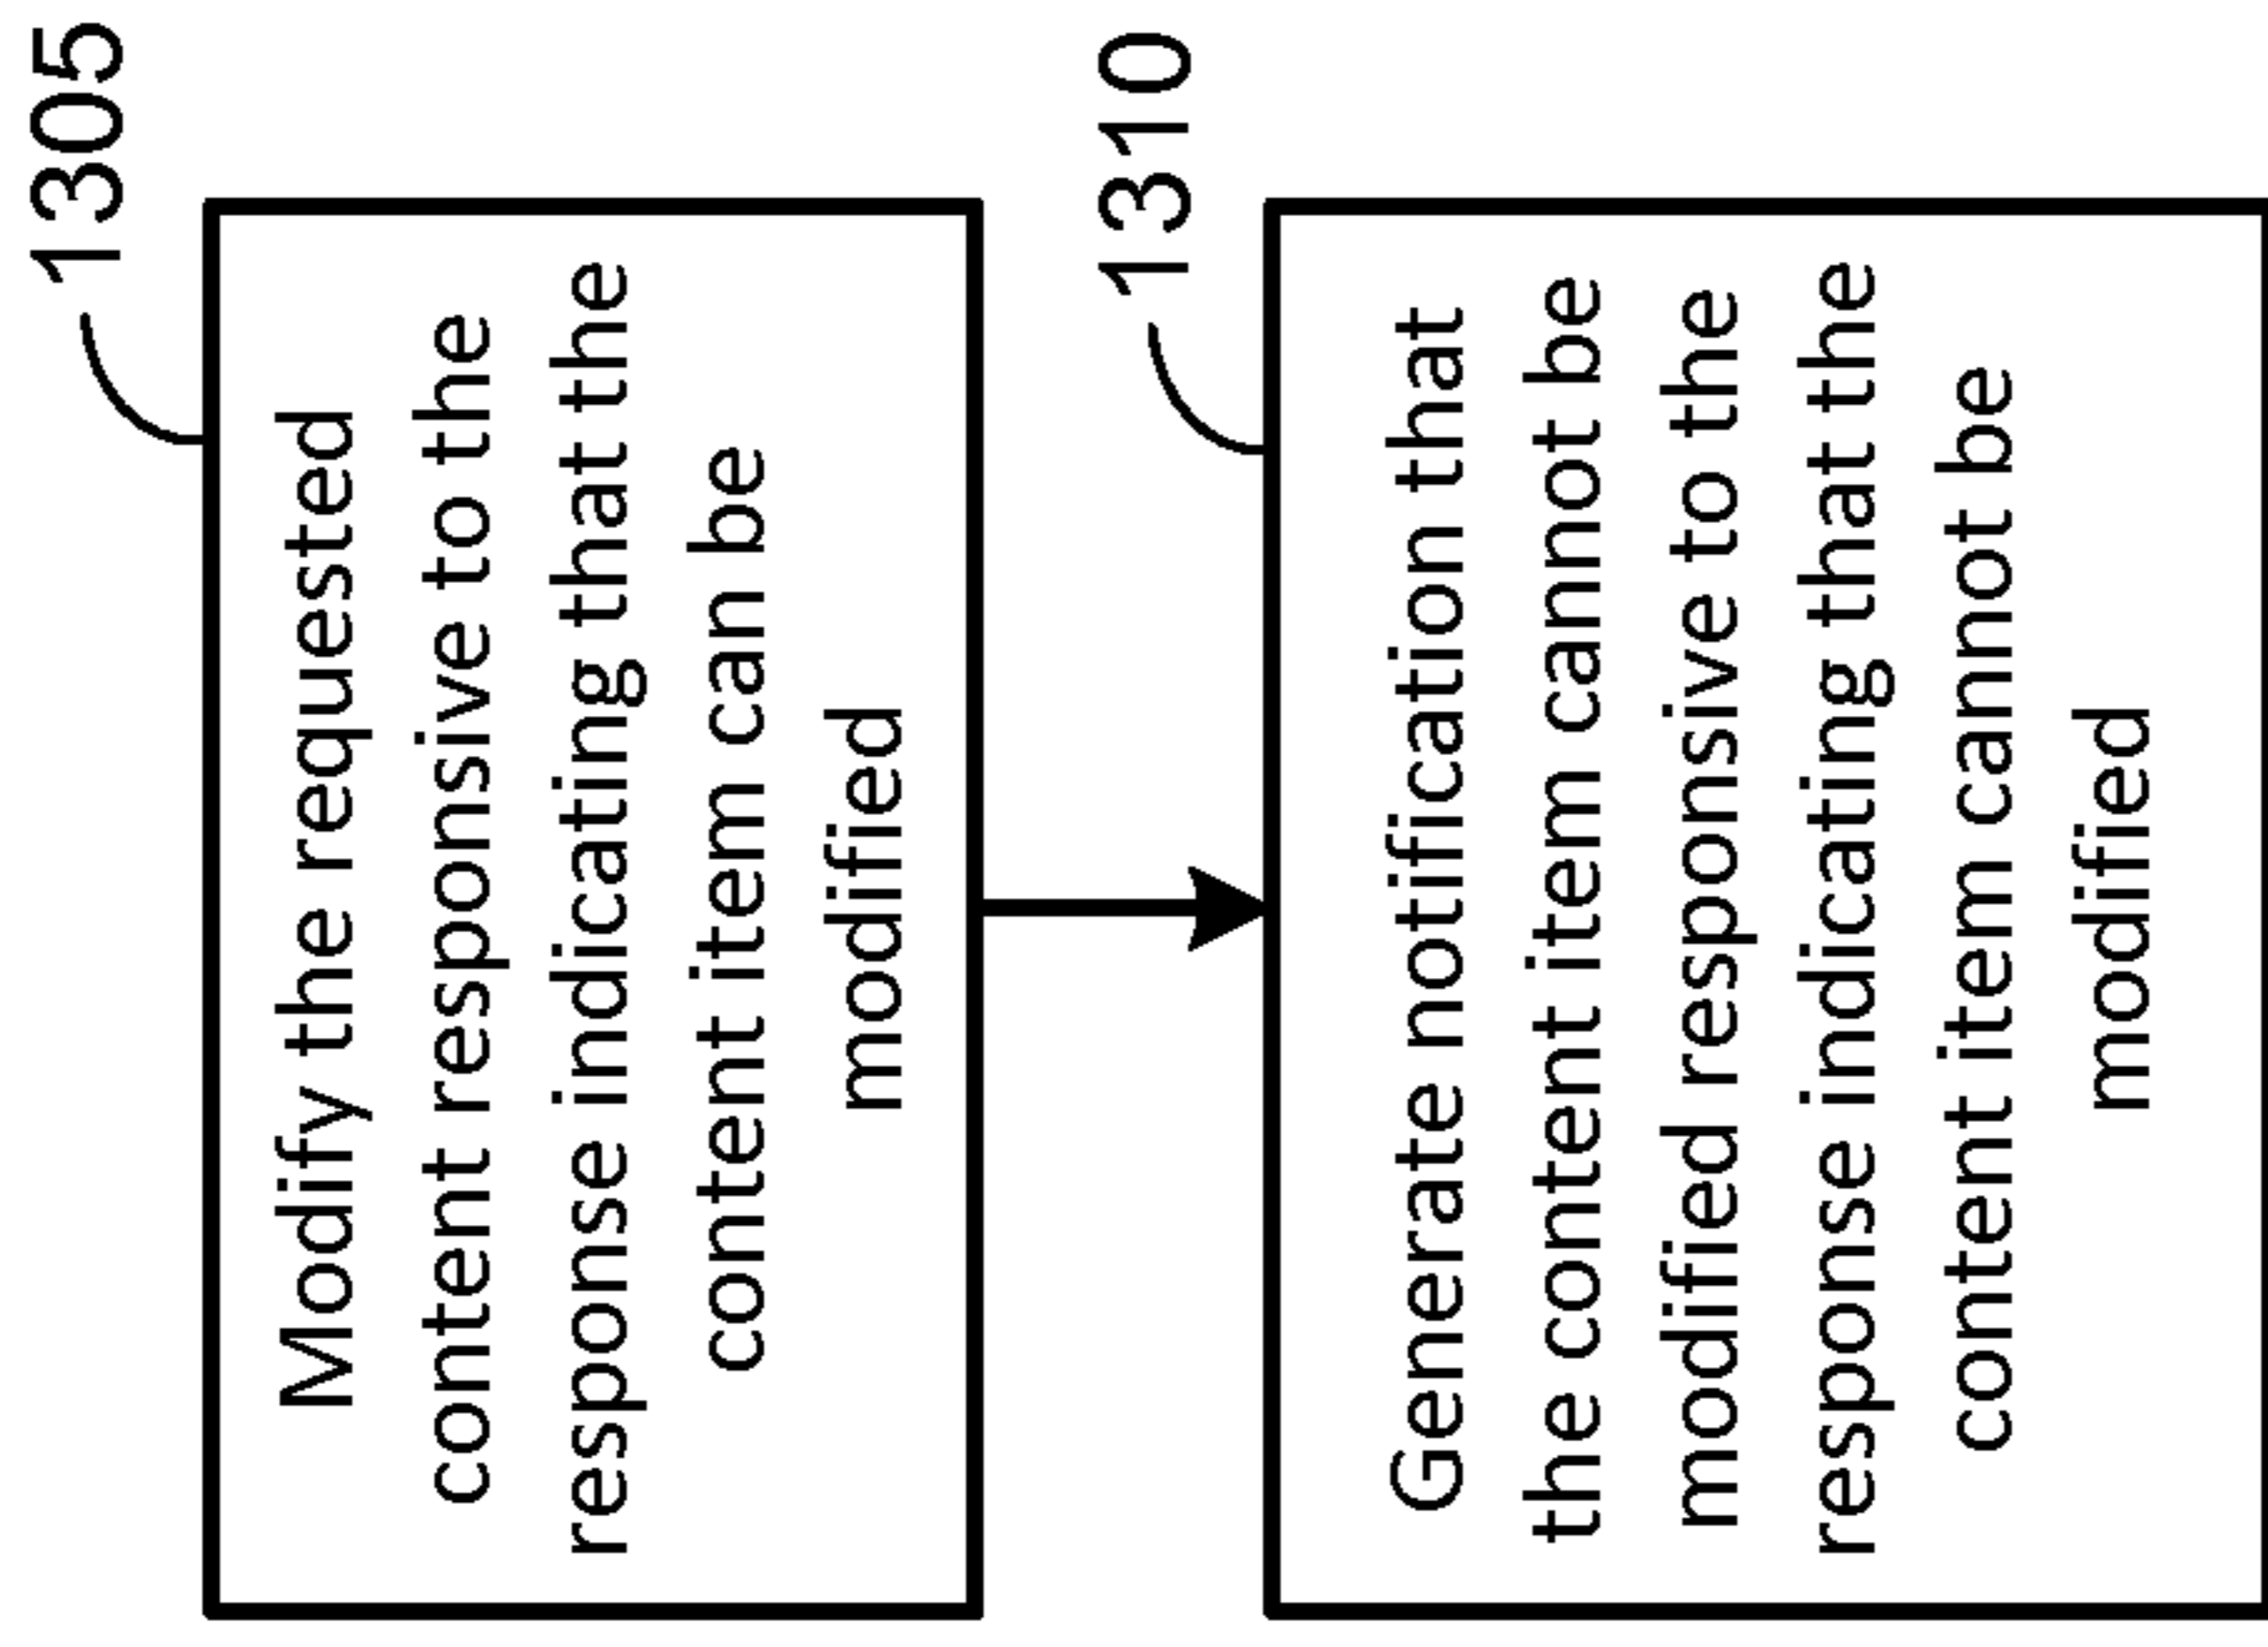 1305
Modify the requested
content responsive to the
response indicating that the
content item can be
modified
1310
Generate notification that
the content item cannot be
modified responsive to the
response indicating that the
content item cannot be
modified